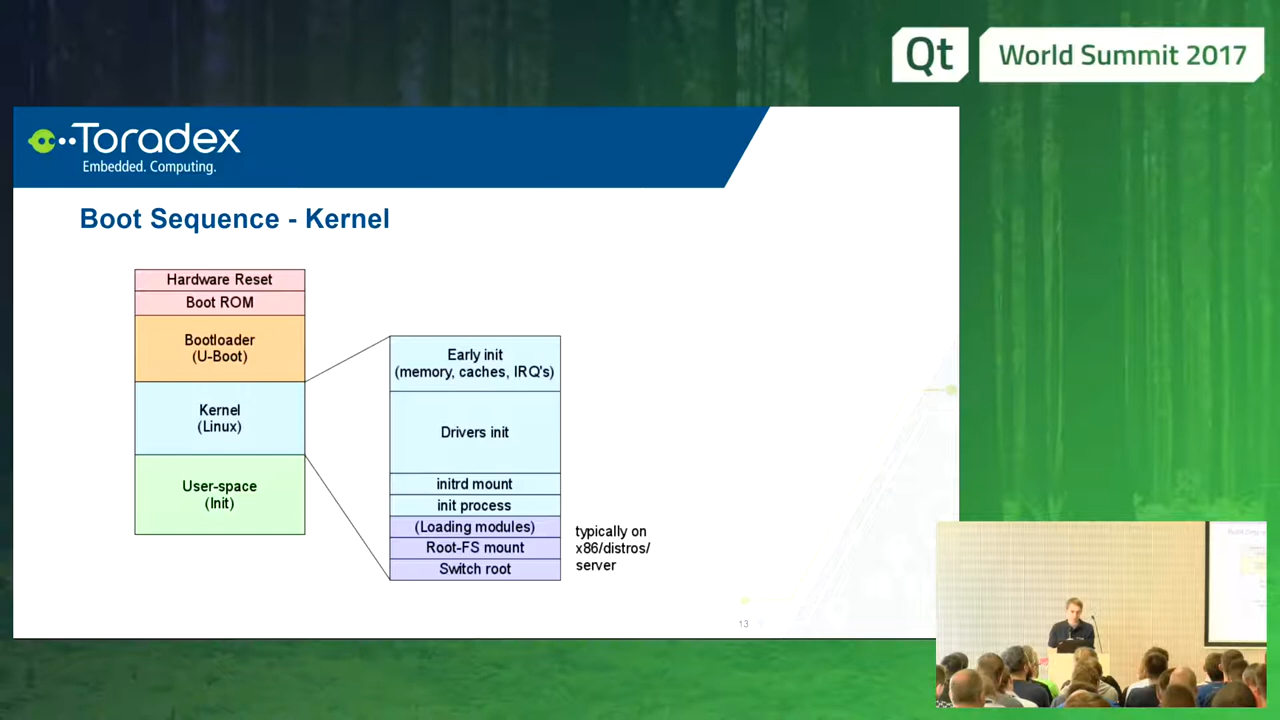 Qt
World Summit 2017
Toradex
Embedded. Computing.
Boot Sequence - Kernel
Hardware Reset
Boot ROM
Bootloader
(U-Boot)
Kernel
(Linux)
User-space
(Init)
Early init
(memory, caches, IRQ's)
Drivers init
initrd mount
init process
(Loading modules)
Root-FS mount
Switch root
typically on
x86/distros/
server
13